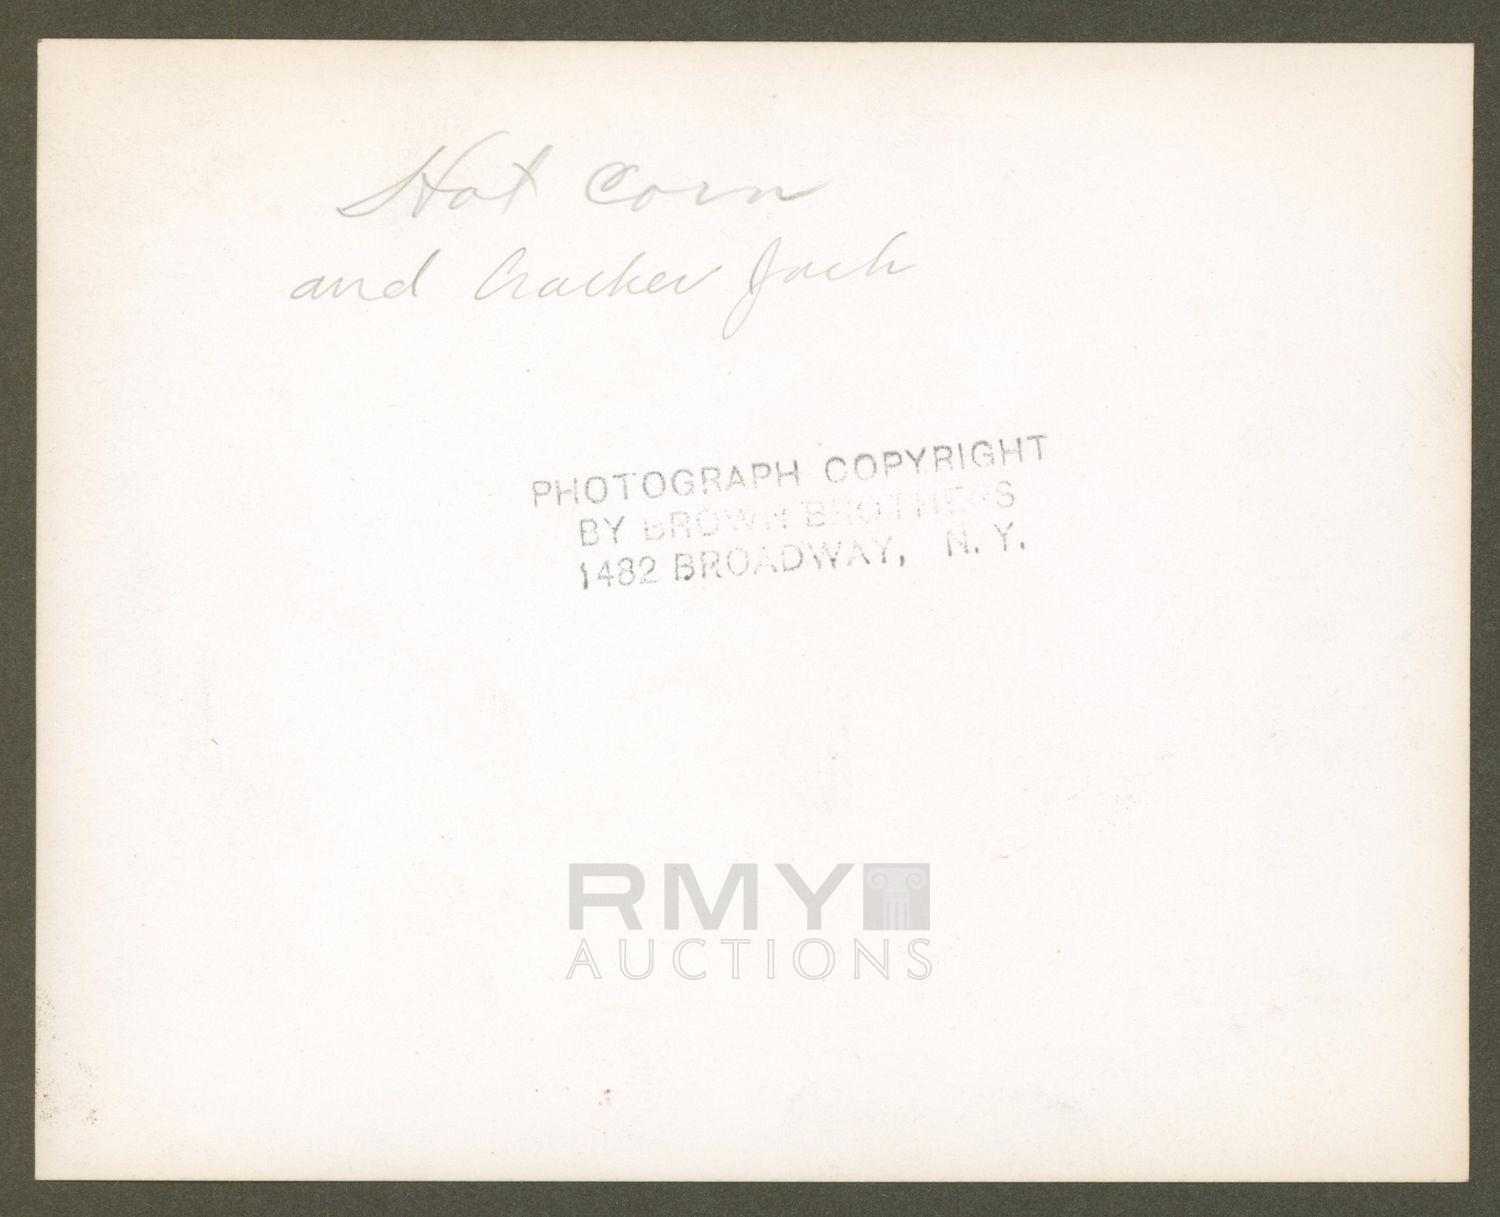 Hot Corn
and Cracker Jack
PHOTOGRAPH COPYRIGHT
BY BROWN BROTHERS
1482 BROADWAY, N. Y.
RMY
AUCTIONS